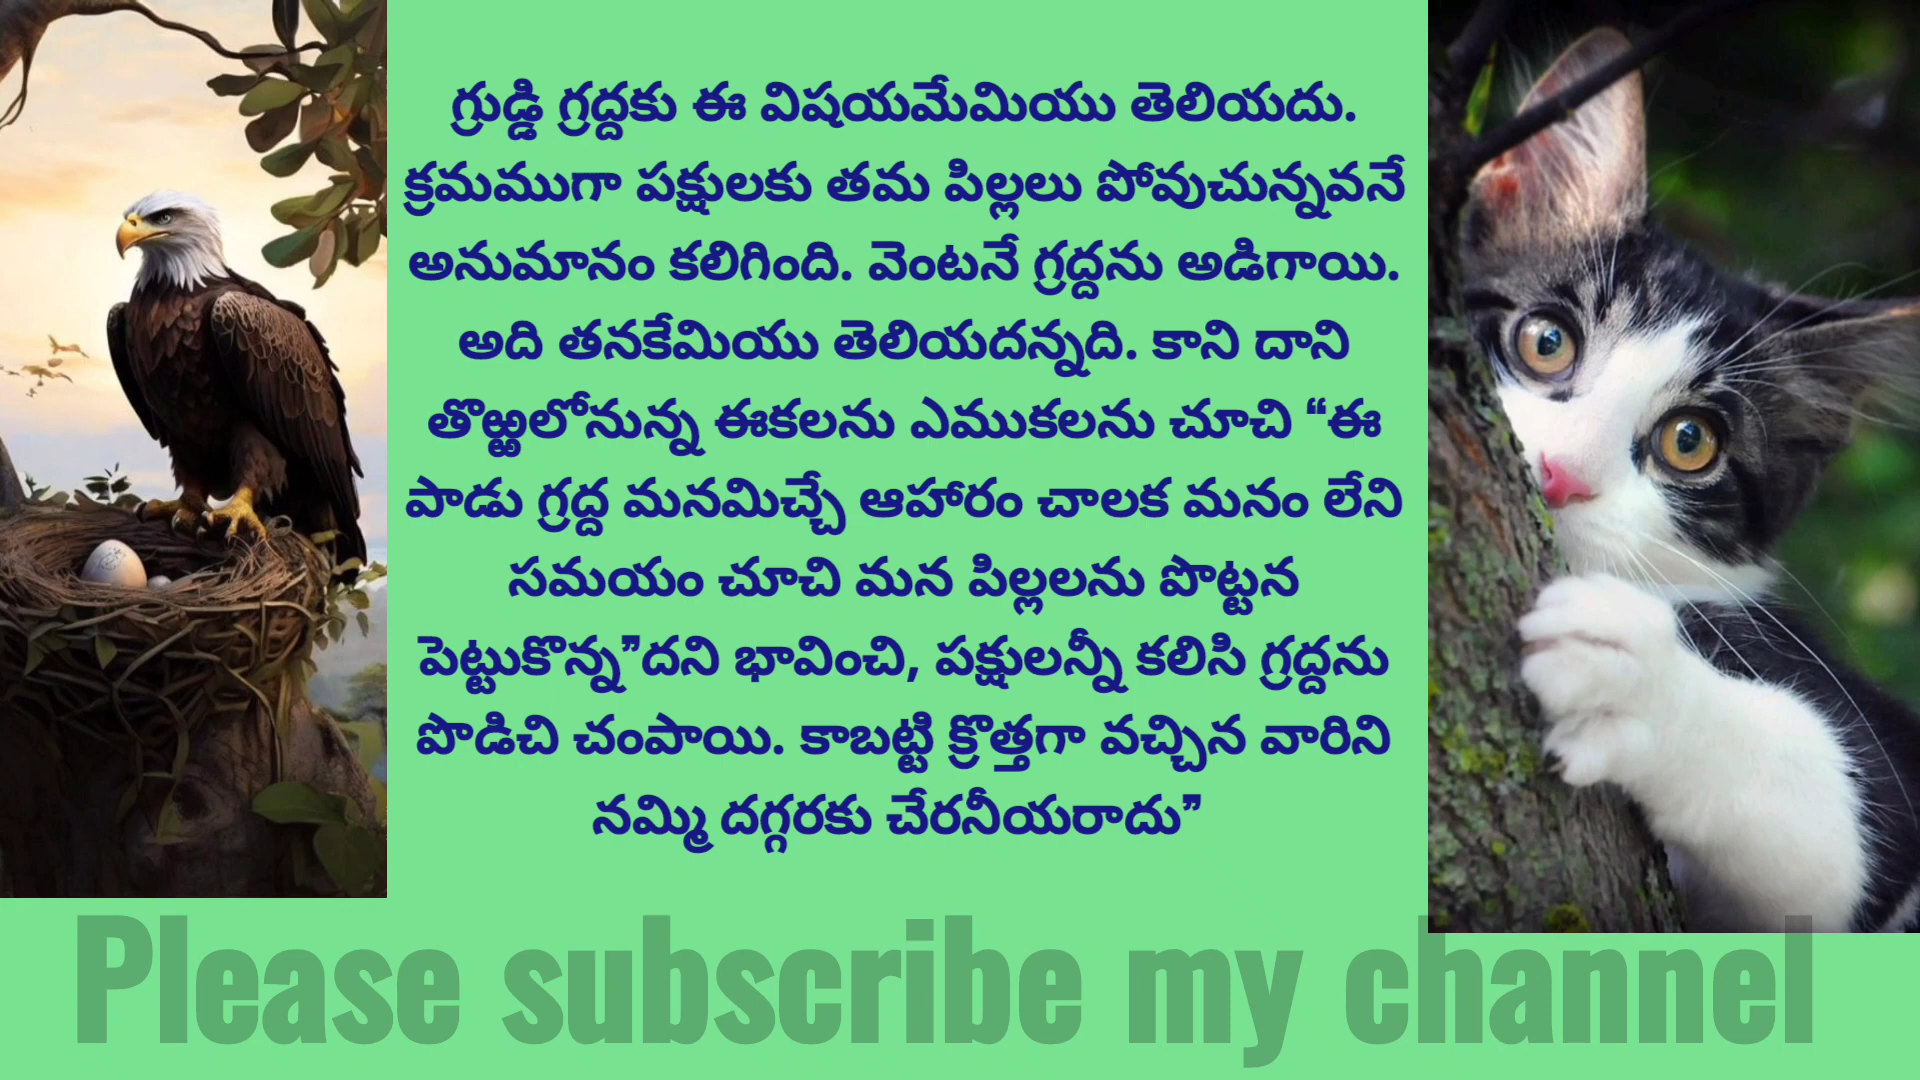 గ్రుడ్డి గ్రద్దకు ఈ విషయమేమియు తెలియదు.
క్రమముగా పక్షులకు తమ పిల్లలు పోవుచున్నవనే
అనుమానం కలిగింది. వెంటనే గ్రద్దను అడిగాయి.
అది తనకేమియు తెలియదన్నది. కాని దాని
తొఱ్ఱలోనున్న ఈకలను ఎముకలను చూచి “ఈ
పాడు గ్రద్ద మనమిచ్చే ఆహారం చాలక మనం లేని
సమయం చూచి మన పిల్లలను పొట్టన
పెట్టుకొన్న”దని భావించి, పక్షులన్నీ కలిసి గ్రద్దను
పొడిచి చంపాయి. కాబట్టి క్రొత్తగా వచ్చిన వారిని
నమ్మి దగ్గరకు చేరనీయరాదు”
Please subscribe my channel